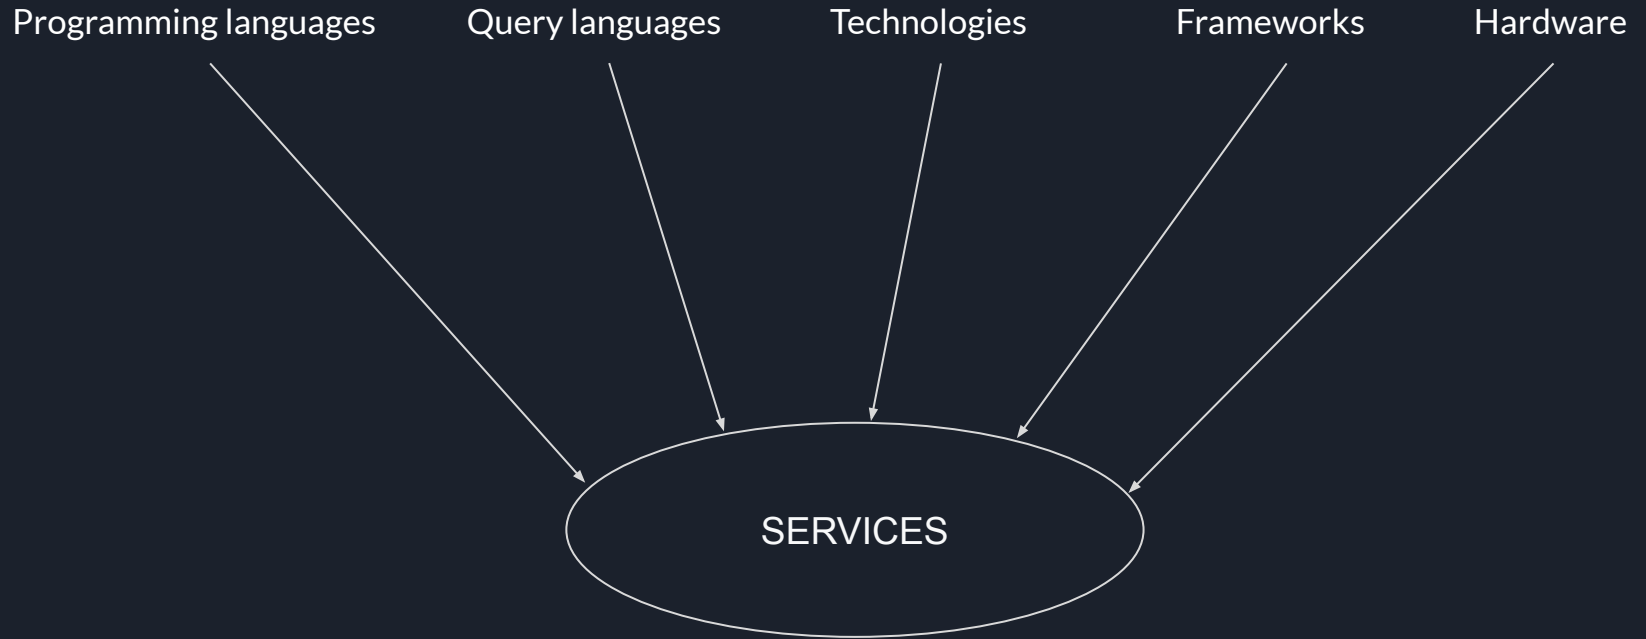 Programming languages
Query languages
Technologies
Frameworks
Hardware
SERVICES